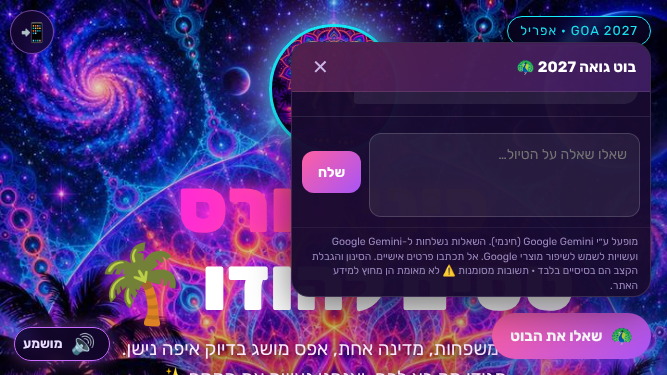 GOA 2027 • אפריל
בוט גואה 2027 🦚
✕
שאלו שאלה על הטיול...
שלח
מופעל ע״י Google Gemini (חינמי). השאלות נשלחות ל-Google Gemini
ועשויות לשמש לשיפור מוצרי Google. אל תכתבו פרטים אישיים. הסינון והגבלת
הקצב הם בסיסיים בלבד • תשובות מסומנות ⚠️ לא מאומת הן מחוץ למידע
האתר.
🦚 שאלו את הבוט
🔊 מושמע
משפחות, מדינה אחת, אפס מושג בדיוק איפה נישן.